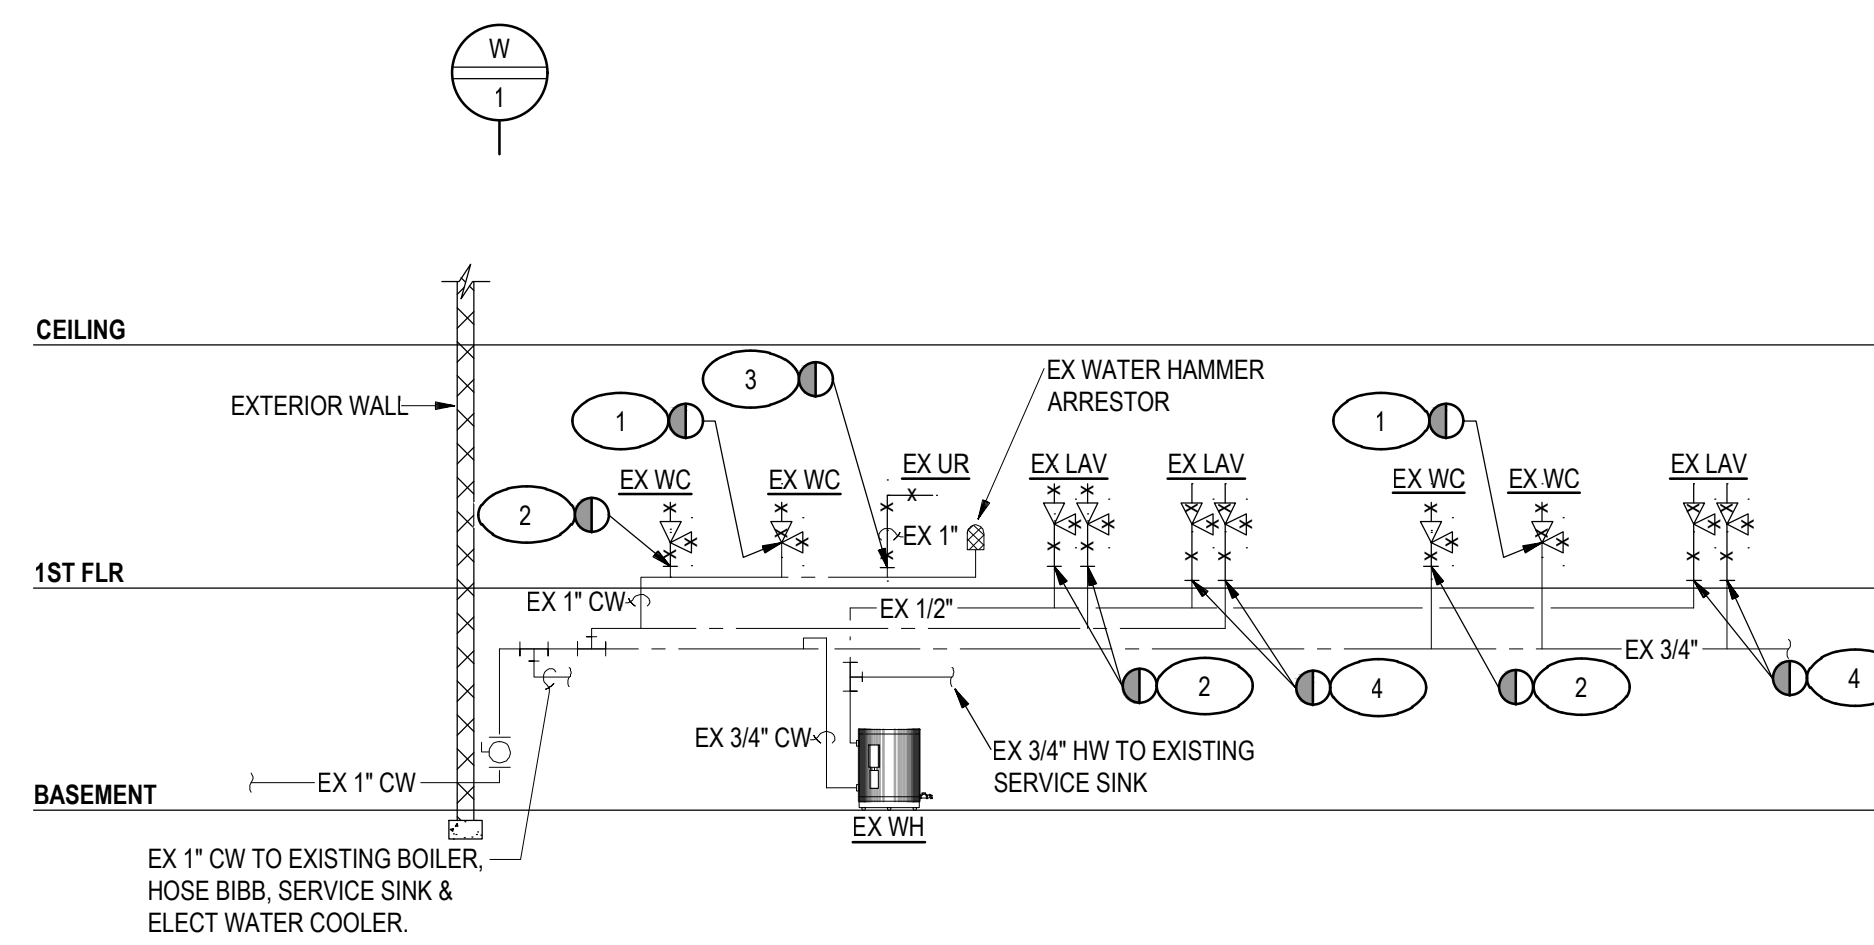 W
1
CEILING
3
EX WATER HAMMER
ARRESTOR
EXTERIOR WALL
1
1
EX UR
EX LAV
EX LAV
EX LAV
EX WC
EX WC
EX WC
EX WC
2
EX 1"
1ST FLR
EX 1" CW
EX 1/2"
EX 3/4"
2
4
2
4
EX 3/4" CW
EX 3/4" HW TO EXISTING
SERVICE SINK
EX 1" CW
BASEMENT
EX WH
EX 1" CW TO EXISTING BOILER,
HOSE BIBB, SERVICE SINK &
ELECT WATER COOLER.